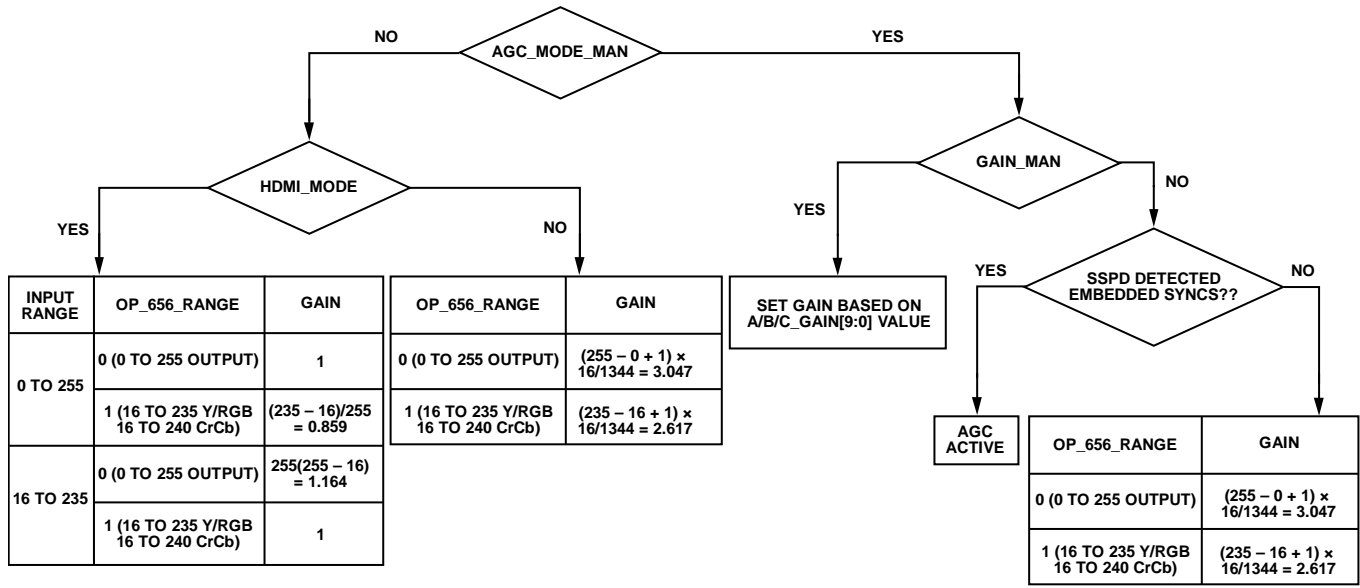 NO
AGC_MODE_MAN
YES
HDMI_MODE
GAIN_MAN
YES
NO
YES
NO
SSPD DETECTED
EMBEDDED SYNCS??
YES
NO
INPUT
RANGE
OP_656_RANGE
GAIN
0 TO 255
0 (0 TO 255 OUTPUT)
1
1 (16 TO 235 Y/RGB
16 TO 240 CrCb)
(235 – 16)/255
= 0.859
16 TO 235
0 (0 TO 255 OUTPUT)
255(255 – 16)
= 1.164
1 (16 TO 235 Y/RGB
16 TO 240 CrCb)
1
OP_656_RANGE
GAIN
0 (0 TO 255 OUTPUT)
(255 – 0 + 1) ×
16/1344 = 3.047
1 (16 TO 235 Y/RGB
16 TO 240 CrCb)
(235 – 16 + 1) ×
16/1344 = 2.617
SET GAIN BASED ON
A/B/C_GAIN[9:0] VALUE
AGC
ACTIVE
OP_656_RANGE
GAIN
0 (0 TO 255 OUTPUT)
(255 – 0 + 1) ×
16/1344 = 3.047
1 (16 TO 235 Y/RGB
16 TO 240 CrCb)
(235 – 16 + 1) ×
16/1344 = 2.617